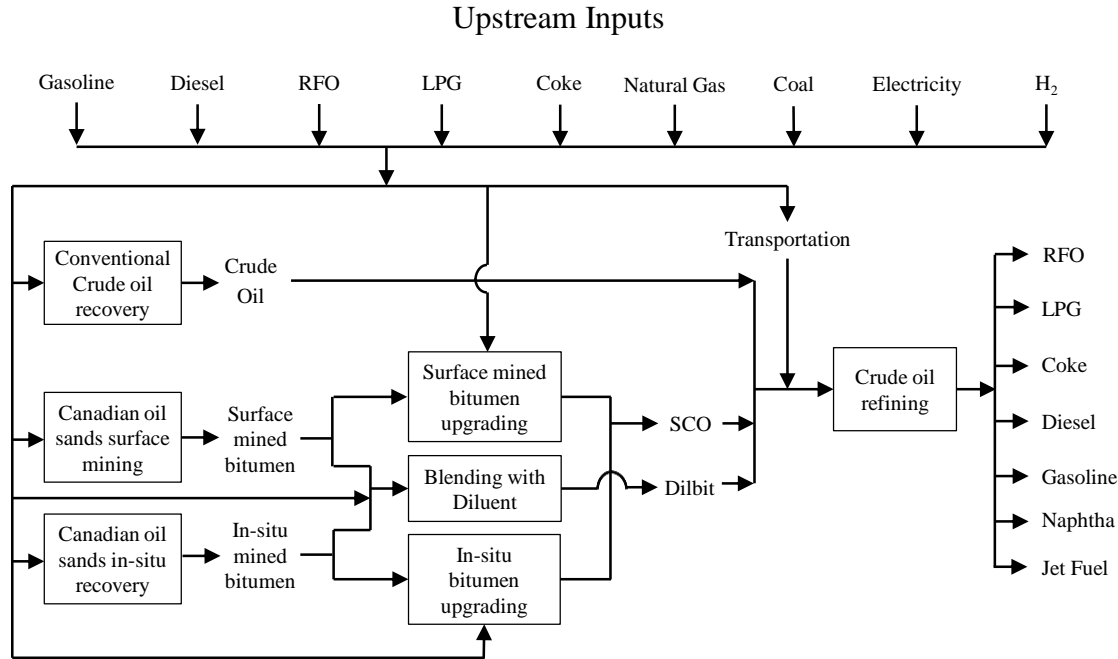 Upstream Inputs
Gasoline
Diesel
RFO
LPG
Coke
Natural Gas
Coal
Electricity
H₂
Transportation
Conventional
Crude oil
recovery
Crude
Oil
Canadian oil
sands surface
mining
Surface
mined
bitumen
Surface mined
bitumen
upgrading
SCO
Blending with
Diluent
Dilbit
Canadian oil
sands in-situ
recovery
In-situ
mined
bitumen
In-situ
bitumen
upgrading
Crude oil
refining
RFO
LPG
Coke
Diesel
Gasoline
Naphtha
Jet Fuel